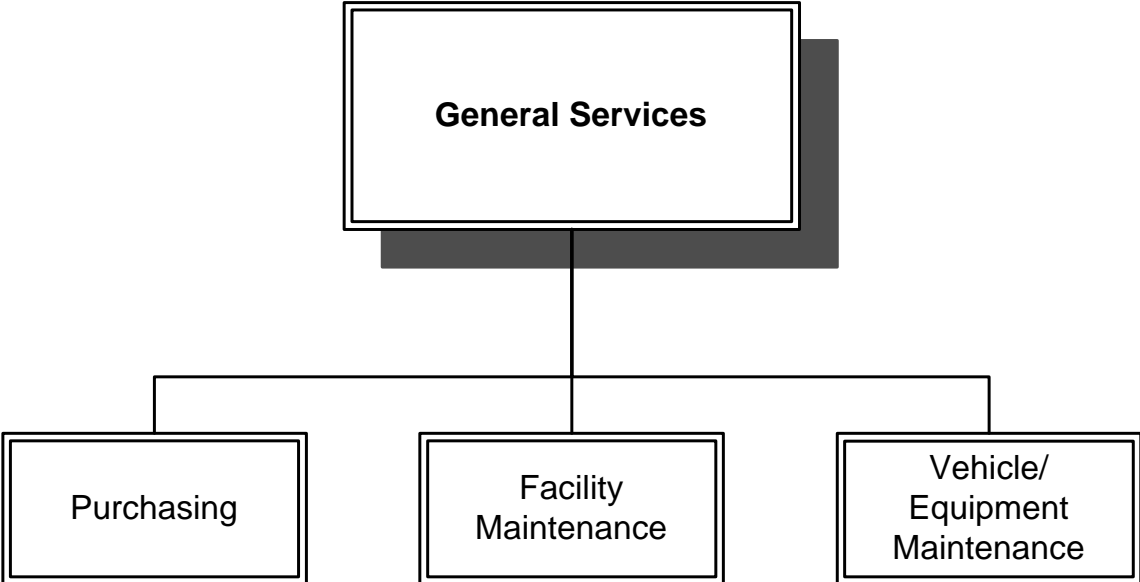 General Services
Purchasing
Facility
Maintenance
Vehicle/
Equipment
Maintenance